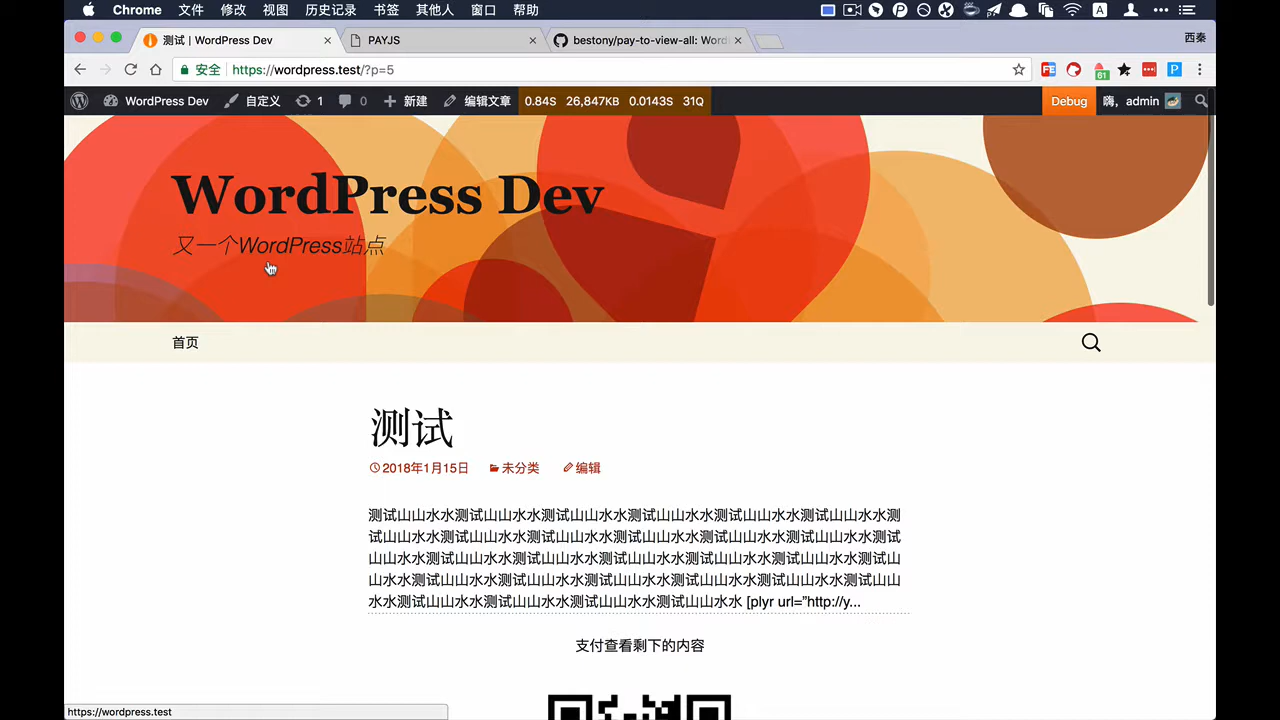 Chrome 文件 修改 视图 历史记录 书签 其他人 窗口 帮助
测试 | WordPress Dev
PAYJS
bestony/pay-to-view-all: Word
西秦
安全 https://wordpress.test/?p=5
WordPress Dev 自定义 1 0 新建 编辑文章 0.84S 26,847KB 0.0143S 31Q Debug 嗨，admin
WordPress Dev
又一个WordPress站点
首页
测试
2018年1月15日 未分类 编辑
测试山山水水测试山山水水测试山山水水测试山山水水测试山山水水测试山山水水测
试山山水水测试山山水水测试山山水水测试山山水水测试山山水水测试山山水水测试
山山水水测试山山水水测试山山水水测试山山水水测试山山水水测试山山水水测试山
山水水测试山山水水测试山山水水测试山山水水测试山山水水测试山山水水测试山山
水水测试山山水水测试山山水水测试山山水水测试山山水水 [plyr url=”http://y...
支付查看剩下的内容
https://wordpress.test